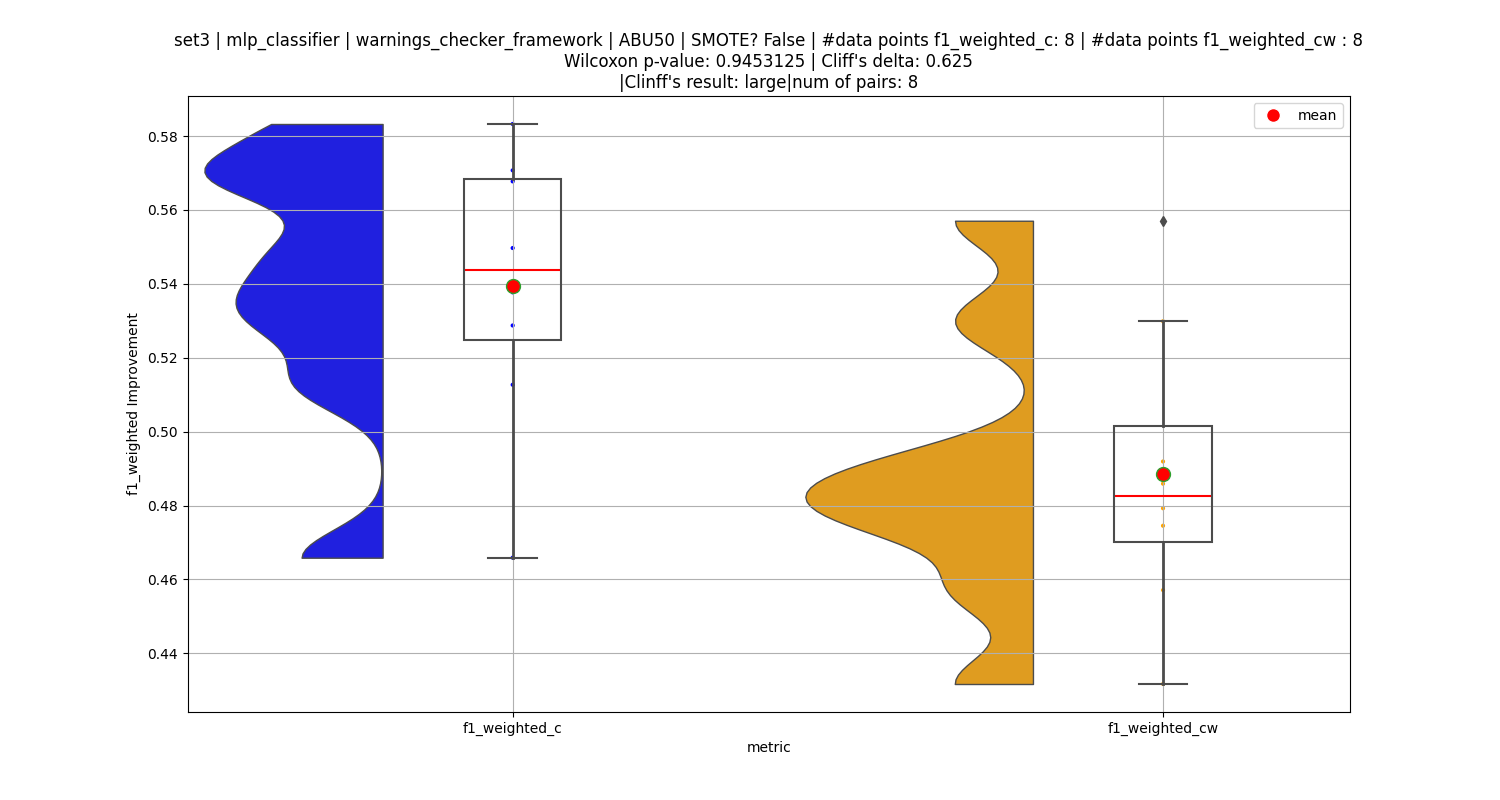 set3 | mlp_classifier | warnings_checker_framework | ABU50 | SMOTE? False | #data points f1_weighted_c: 8 | #data points f1_weighted_cw : 8
Wilcoxon p-value: 0.9453125 | Cliff's delta: 0.625
|Clinff's result: large|num of pairs: 8
mean
0.58
0.56
0.54
0.52
0.50
0.48
0.46
0.44
f1_weighted Improvement
f1_weighted_c
f1_weighted_cw
metric